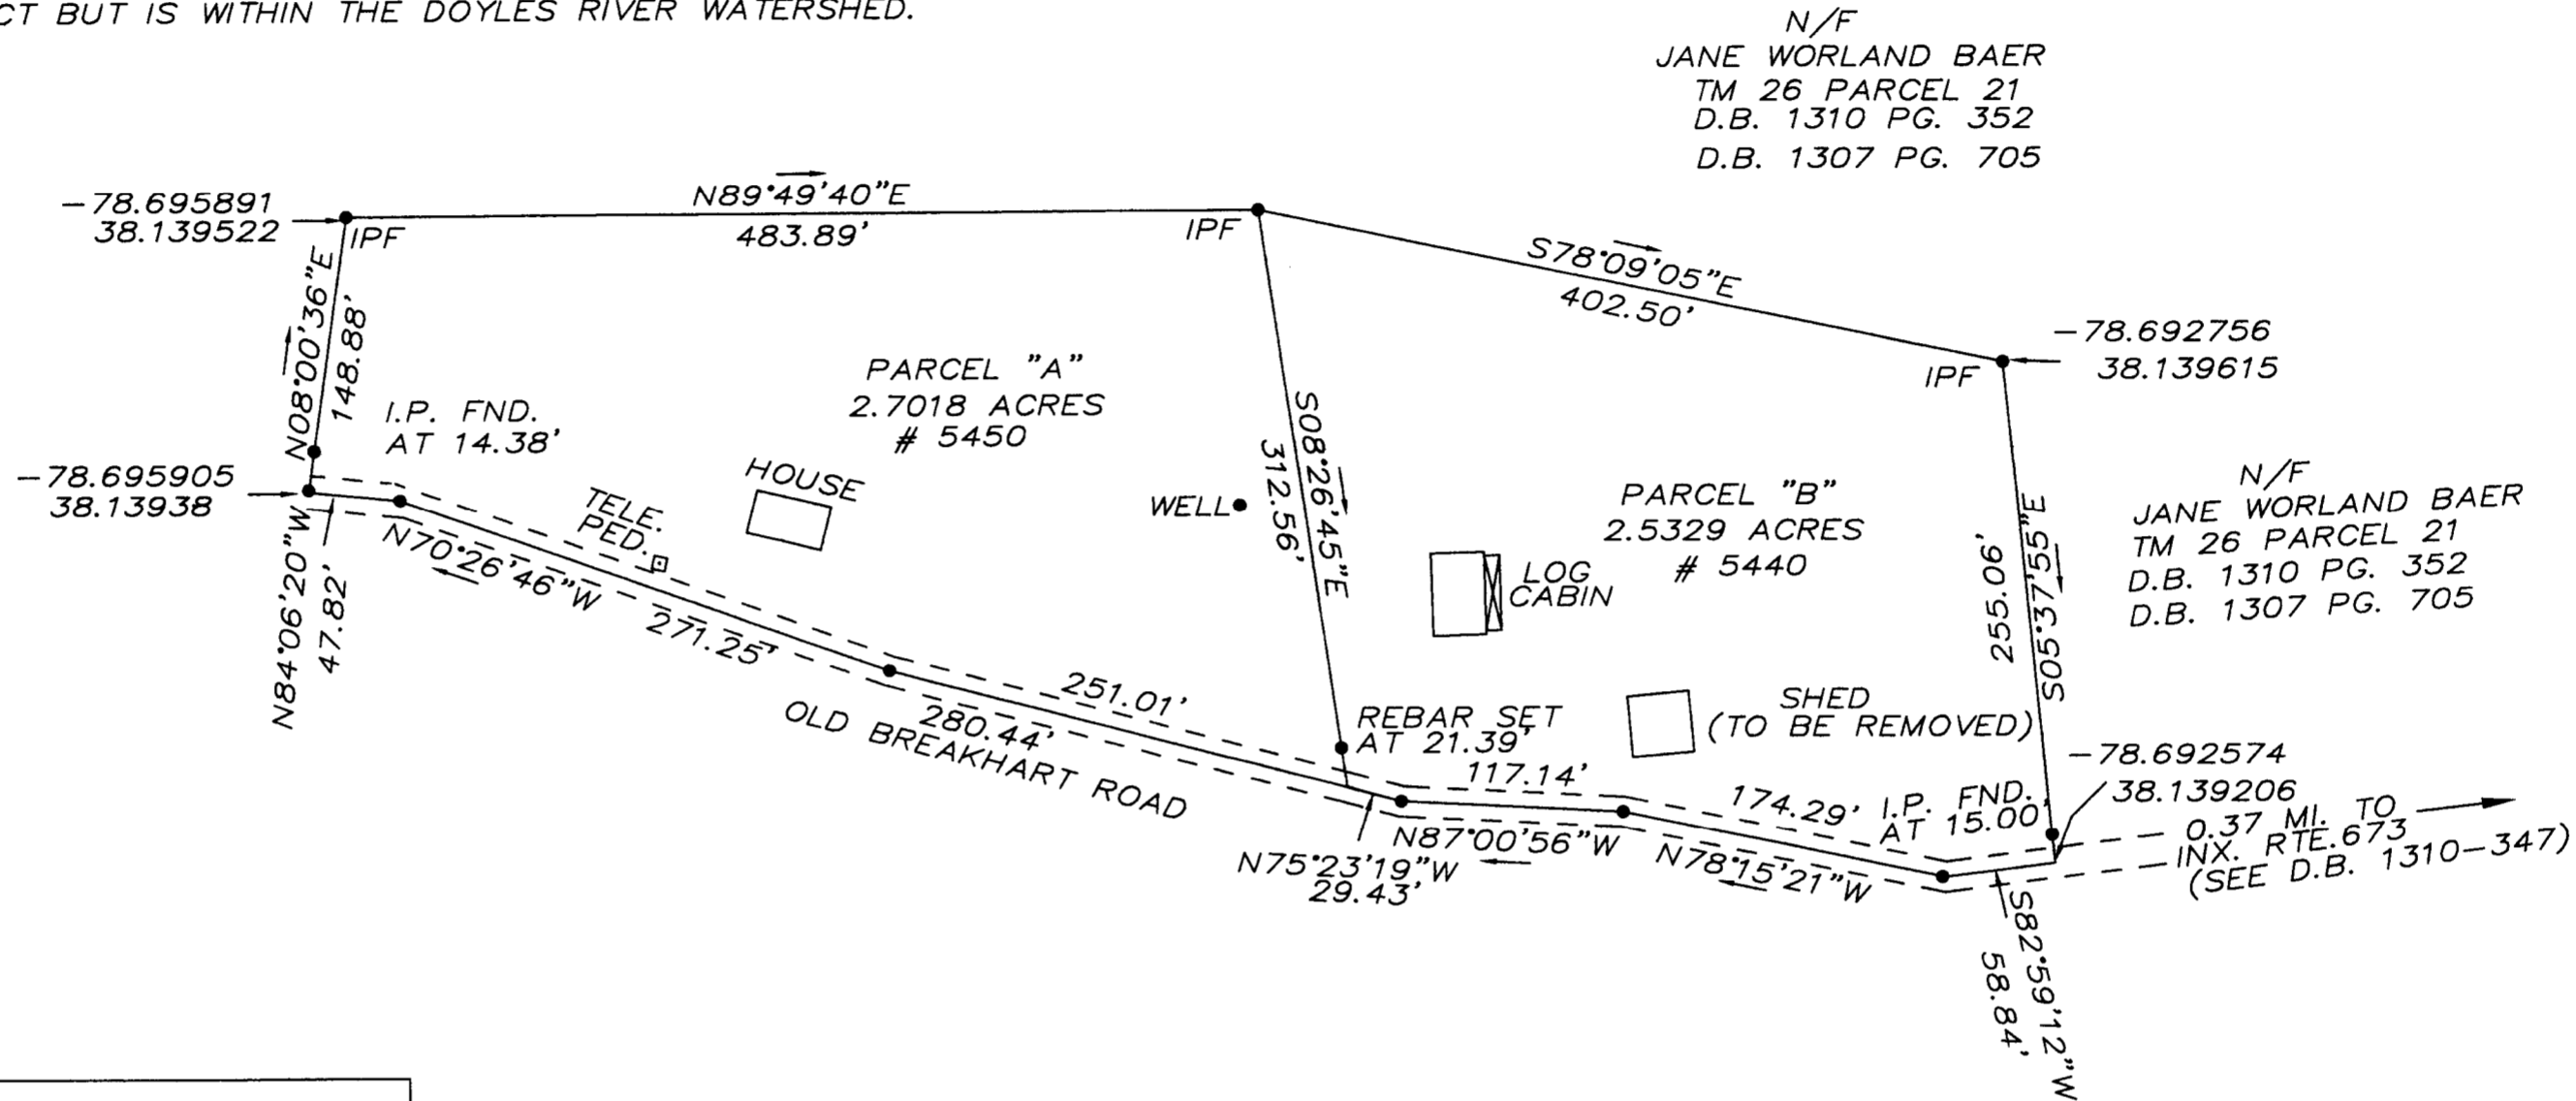 CT BUT IS WITHIN THE DOYLES RIVER WATERSHED.
N/F
JANE WORLAND BAER
TM 26 PARCEL 21
D.B. 1310 PG. 352
D.B. 1307 PG. 705
-78.695891
38.139522
IPF
N89°49'40"E
483.89'
IPF
S78°09'05"E
402.50'
-78.692756
38.139615
IPF
N08°00'36"E
148.88'
I.P. FND.
AT 14.38'
PARCEL "A"
2.7018 ACRES
# 5450
S08°26'45"E
312.56'
-78.695905
38.13938
HOUSE
TELE.
PED.
WELL
PARCEL "B"
2.5329 ACRES
# 5440
LOG
CABIN
S05°37'55"E
255.06'
N/F
JANE WORLAND BAER
TM 26 PARCEL 21
D.B. 1310 PG. 352
D.B. 1307 PG. 705
N84°06'20"W
47.82'
N70°26'46"W
271.25'
251.01'
280.44'
OLD BREAKHART ROAD
REBAR SET
AT 21.39'
SHED
(TO BE REMOVED)
117.14'
N87°00'56"W
N75°23'19"W
29.43'
174.29'
N78°15'21"W
I.P. FND.
AT 15.00'
-78.692574
38.139206
0.37 MI. TO
INX. RTE.673
(SEE D.B. 1310-347)
S82°59'12"W
58.84'